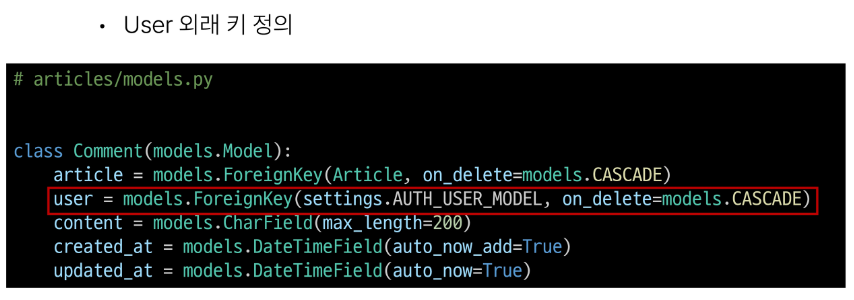 • User 외래 키 정의
# articles/models.py
class Comment(models.Model):
    article = models.ForeignKey(Article, on_delete=models.CASCADE)
    user = models.ForeignKey(settings.AUTH_USER_MODEL, on_delete=models.CASCADE)
    content = models.CharField(max_length=200)
    created_at = models.DateTimeField(auto_now_add=True)
    updated_at = models.DateTimeField(auto_now=True)